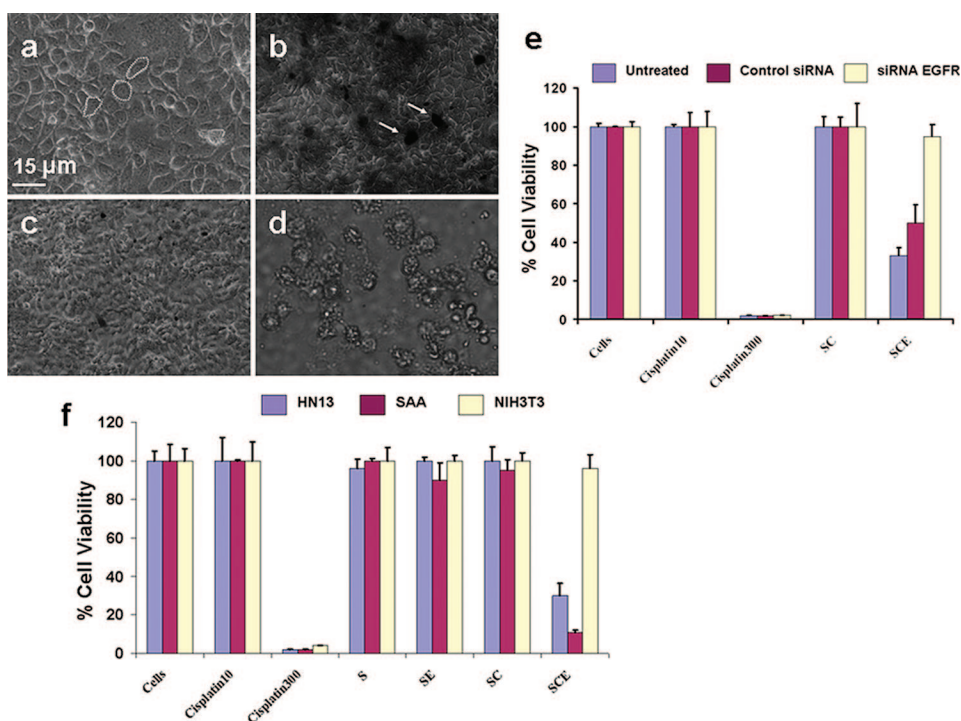 a
b
15 µm
c
d
e
Untreated Control siRNA siRNA EGFR
% Cell Viability
120
100
80
60
40
20
0
Cells Cisplatin10 Cisplatin300 SC SCE
f
HN13 SAA NIH3T3
% Cell Viability
120
100
80
60
40
20
0
Cells Cisplatin10 Cisplatin300 S SE SC SCE